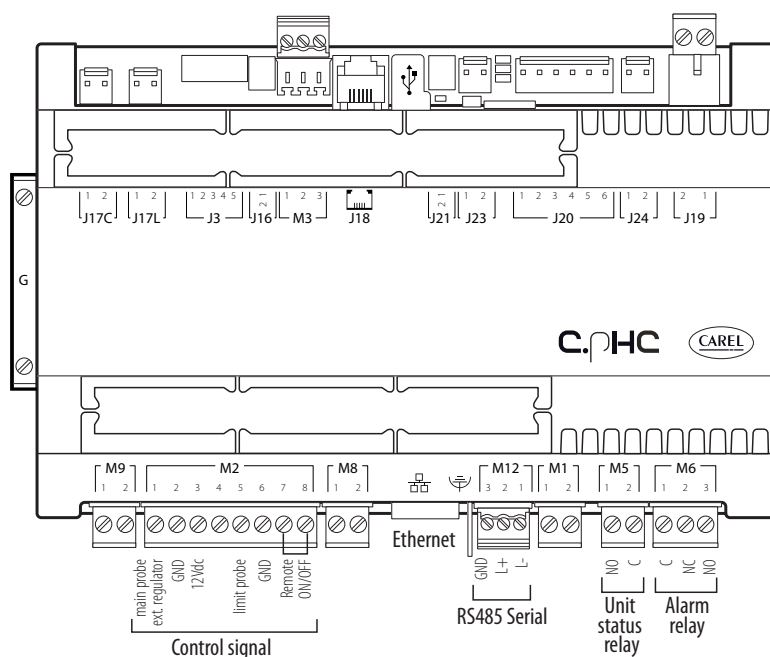 1 2 1 2 1 2 3 4 5 2 1 1 2 3 2 1 1 2 1 2 3 4 5 6 1 2 2 1
J17C J17L J3 J16 M3 J18 J21 J23 J20 J24 J19
G
c.pHC CAREL
M9 M2 M8 M12 M1 M5 M6
1 2 1 2 3 4 5 6 7 8 1 2 3 2 1 1 2 1 2 1 2 3
Ethernet
main probe
ext. regulator
GND
12Vdc
limit probe
GND
Remote
ON/OFF
GND
L+
L-
NO
C
C
NC
NO
Control signal
RS485 Serial
Unit
status
relay
Alarm
relay